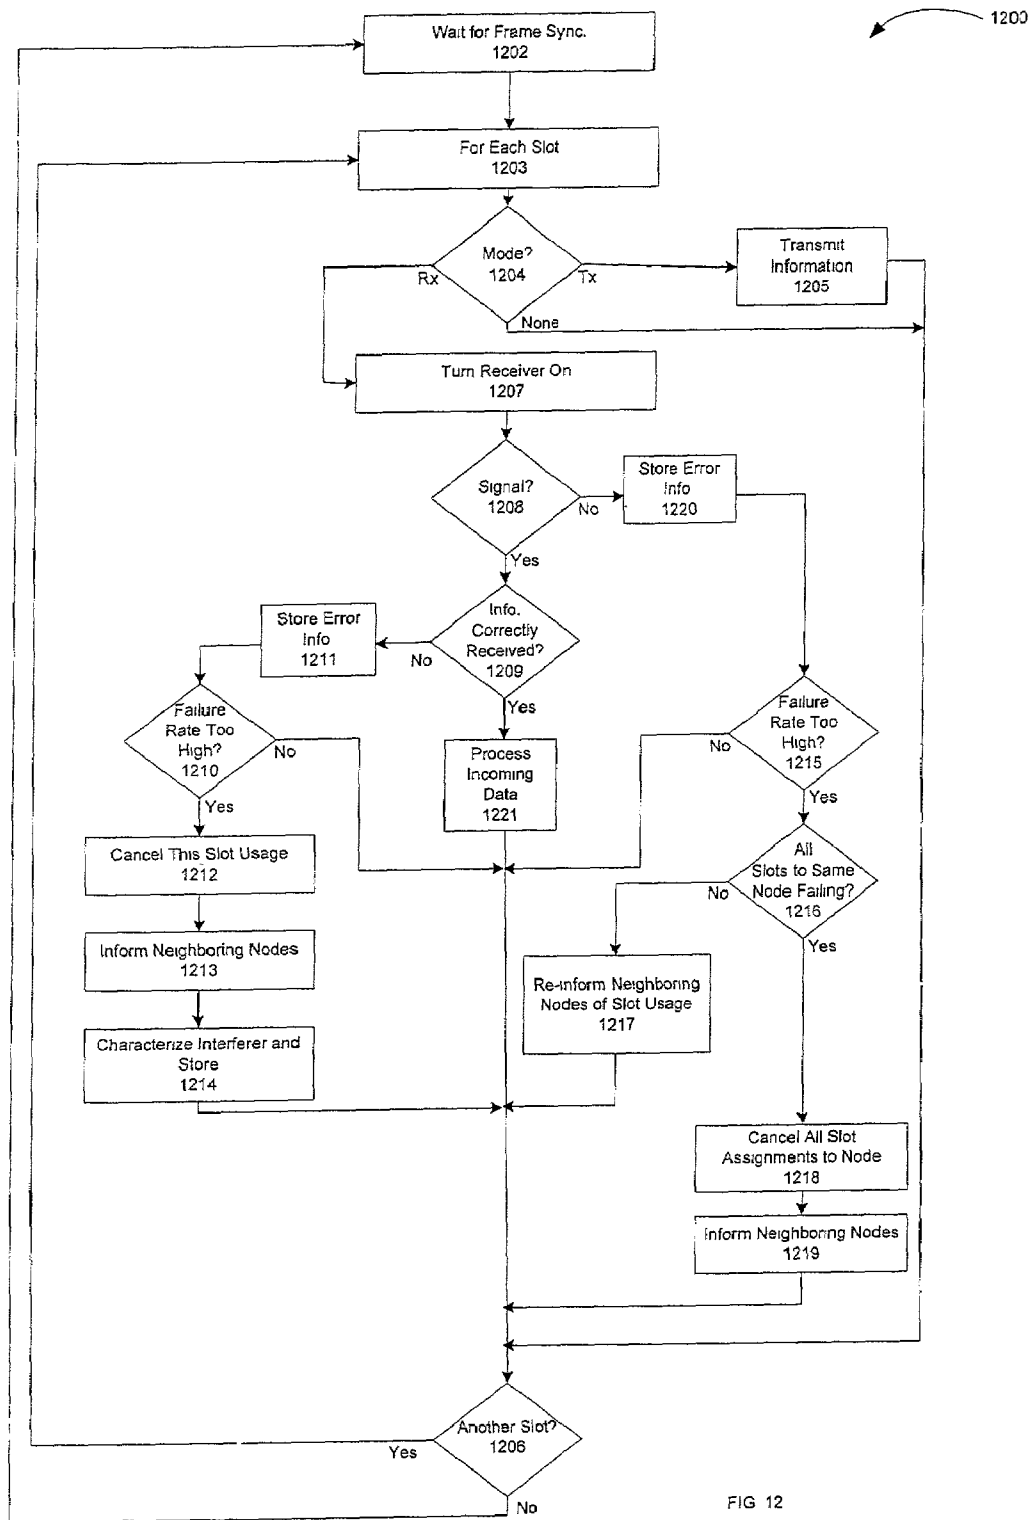 1200
Wait for Frame Sync.
1202
For Each Slot
1203
Mode?
1204
Rx
Tx
None
Transmit
Information
1205
Turn Receiver On
1207
Signal?
1208
No
Yes
Store Error
Info
1220
Info.
Correctly
Received?
1209
No
Yes
Store Error
Info
1211
Failure
Rate Too
High?
1210
No
Yes
Process
Incoming
Data
1221
Failure
Rate Too
High?
1215
No
Yes
Cancel This Slot Usage
1212
All
Slots to Same
Node Failing?
1216
No
Yes
Inform Neighboring Nodes
1213
Re-inform Neighboring
Nodes of Slot Usage
1217
Characterize Interferer and
Store
1214
Cancel All Slot
Assignments to Node
1218
Inform Neighboring Nodes
1219
Another Slot?
1206
Yes
No
FIG 12